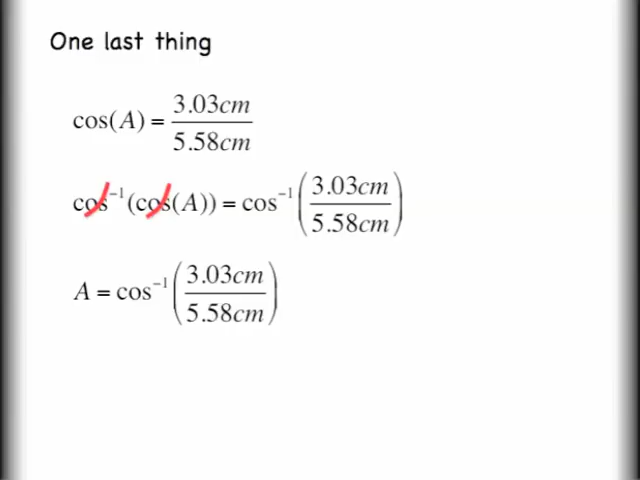 One last thing
cos(A) = 3.03cm / 5.58cm
cos⁻¹(cos(A)) = cos⁻¹(3.03cm / 5.58cm)
A = cos⁻¹(3.03cm / 5.58cm)